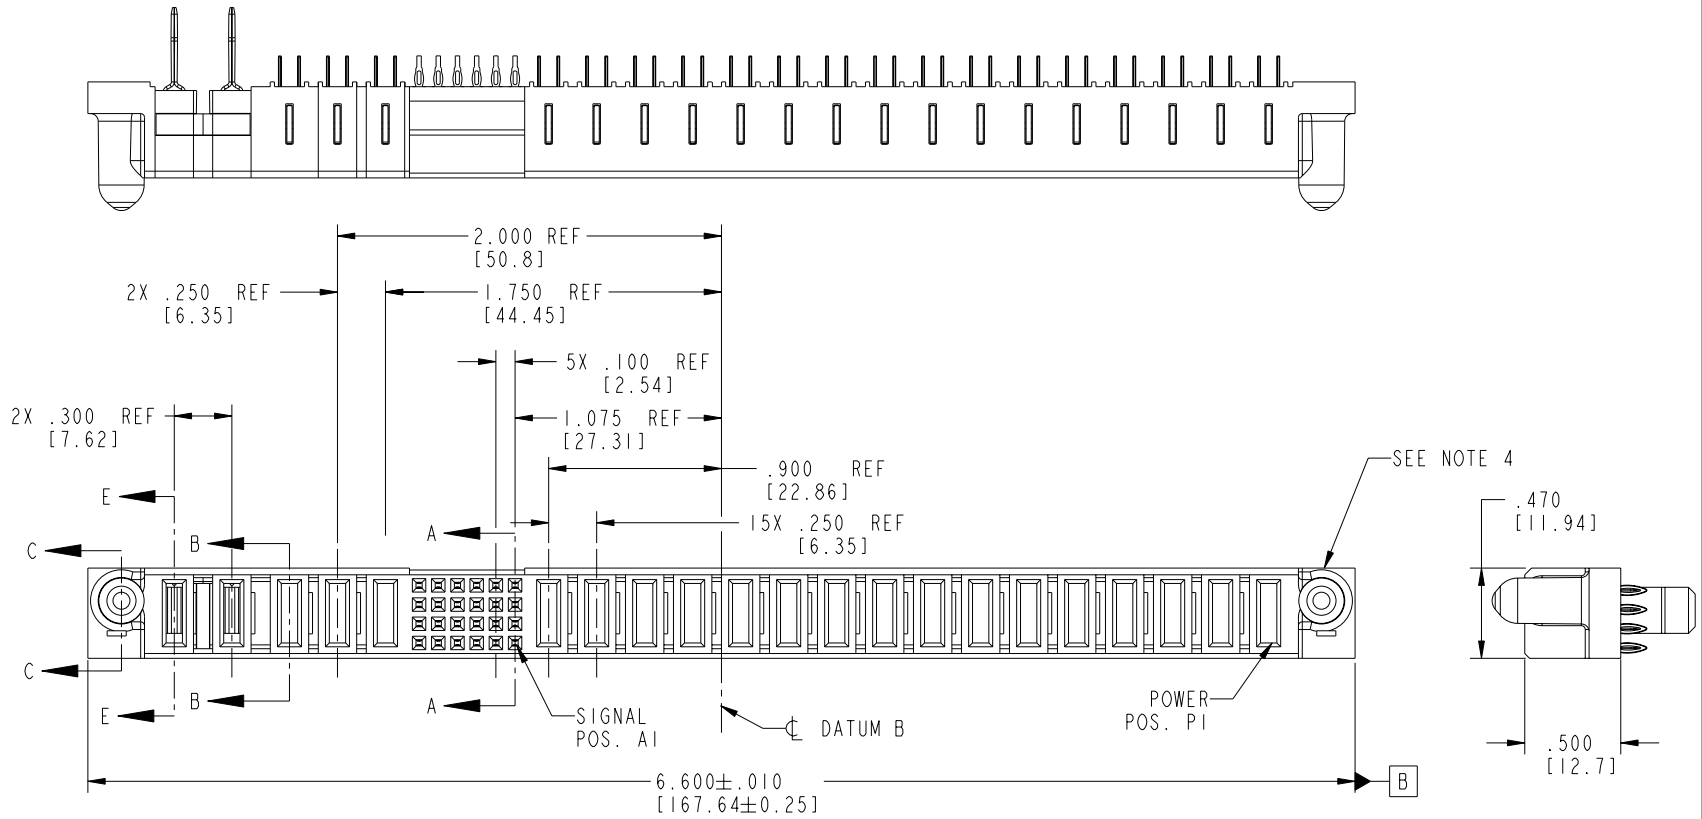 2.000 REF
[50.8]
2X .250 REF
[6.35]
1.750 REF
[44.45]
5X .100 REF
[2.54]
2X .300 REF
[7.62]
1.075 REF
[27.31]
.900 REF
[22.86]
SEE NOTE 4
.470
[11.94]
E
15X .250 REF
[6.35]
A
B
C
C
B
A
E
SIGNAL
POS. A1
℄ DATUM B
POWER
POS. P1
.500
[12.7]
6.600±.010
[167.64±0.25]
B